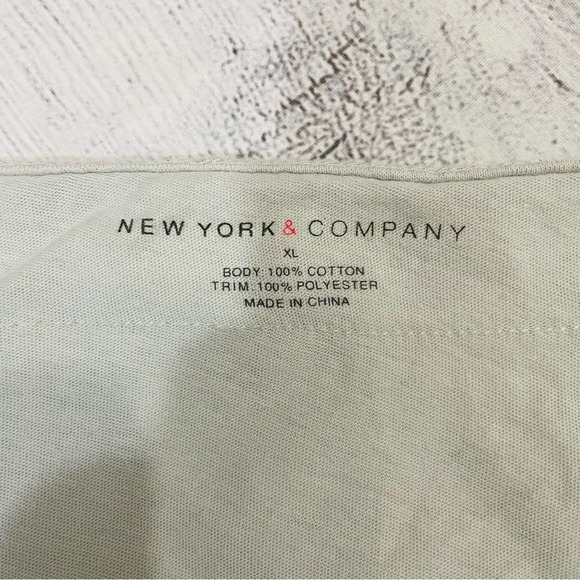 NEW YORK & COMPANY
XL
BODY: 100% COTTON
TRIM: 100% POLYESTER
MADE IN CHINA